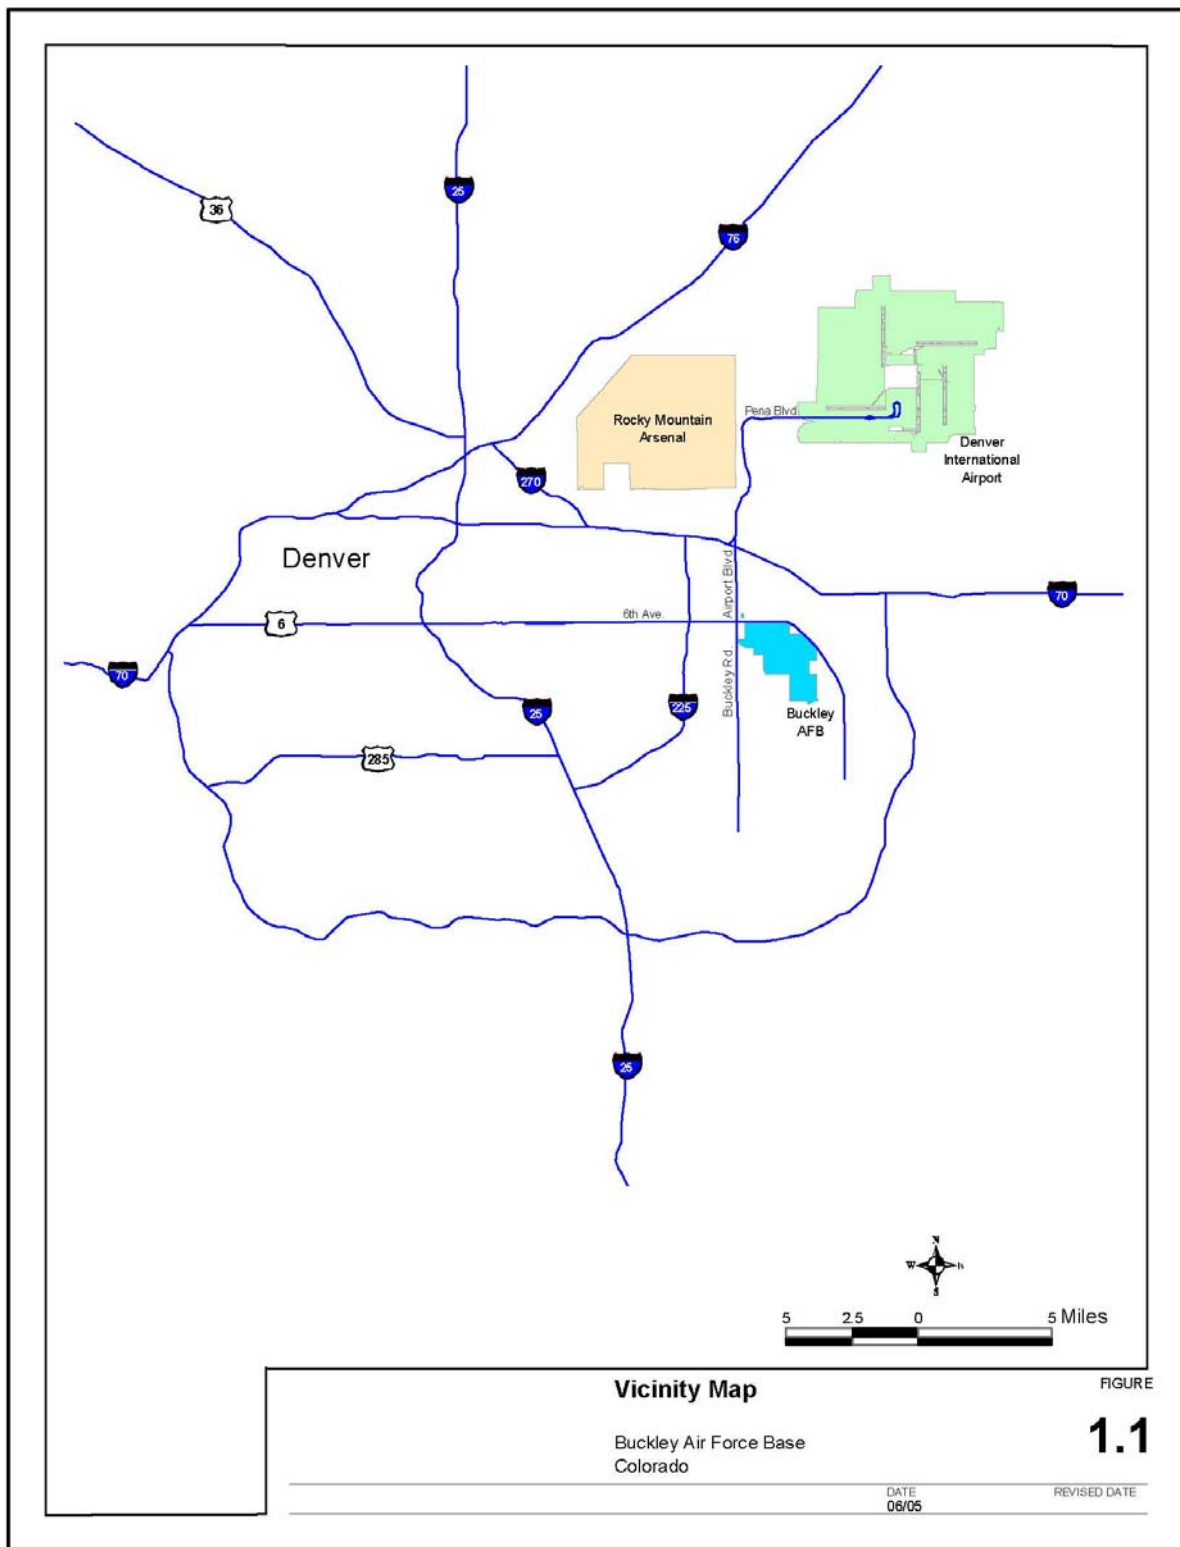 25
36
76
Pena Blvd.
Rocky Mountain
Arsenal
Denver
International
Airport
270
Denver
Airport Blvd.
70
6
6th Ave.
70
Buckley Rd.
225
25
Buckley
AFB
285
25
N
W E
S
5 2.5 0 5 Miles
Vicinity Map
FIGURE
1.1
Buckley Air Force Base
Colorado
DATE
06/05
REVISED DATE